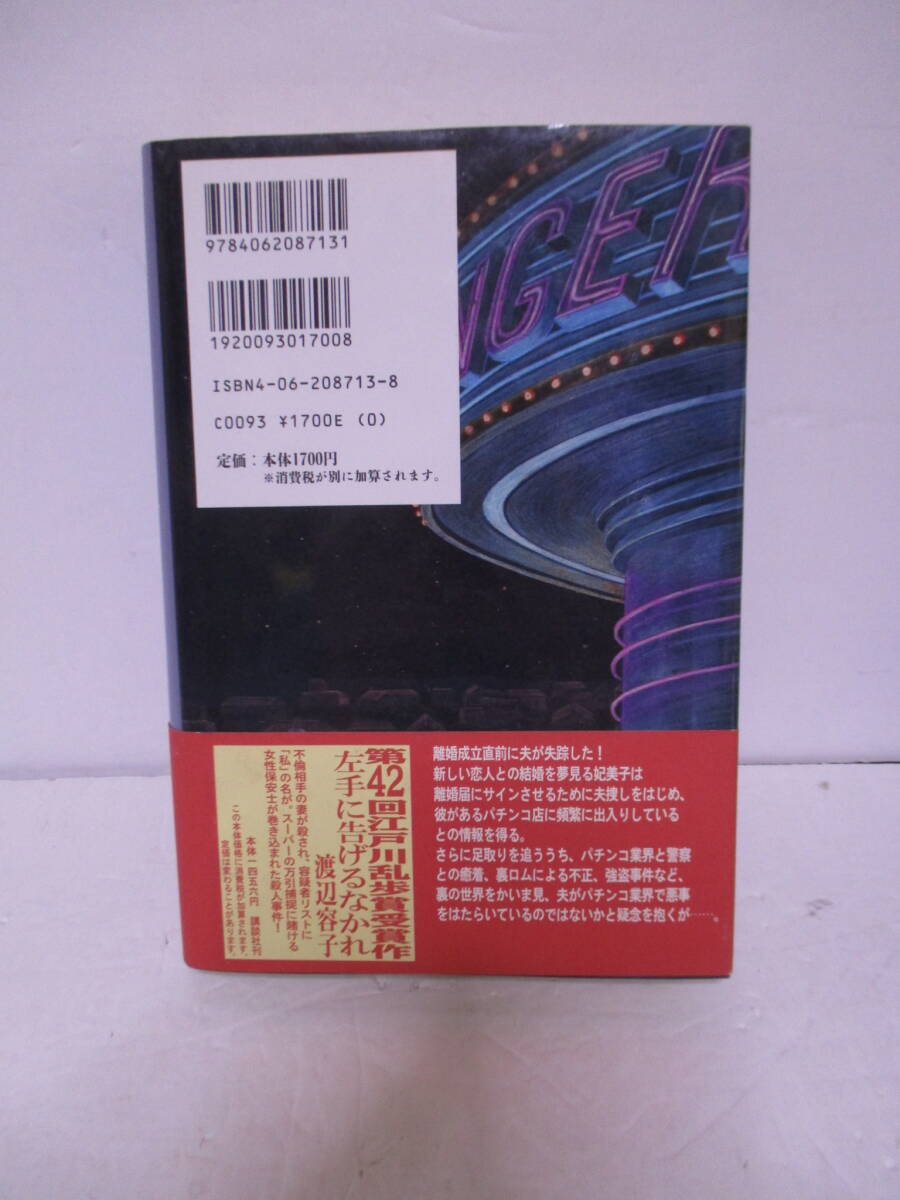 NGER
9784062087131
1920093017008
ISBN4-06-208713-8
C0093 ¥1700E (0)
定価：本体1700円
※消費税が別に加算されます。
離婚成立直前に夫が失踪した！
新しい恋人との結婚を夢見る妃美子は
離婚届にサインさせるために夫捜しをはじめ、
彼があるパチンコ店に頻繁に出入りしている
との情報を得る。
さらに足取りを追ううち、パチンコ業界と警察
との癒着、裏ロムによる不正、強盗事件など、
裏の世界をかいま見、夫がパチンコ業界で悪事
をはたらいているのではないかと疑念を抱くが……。
第42回江戸川乱歩賞受賞作
左手に告げるなかれ
渡辺容子
不倫相手の妻が殺され、容疑者リストに
「私」の名が。スーパーの万引捕捉に賭ける
女性保安士が巻き込まれた殺人事件！
本体一四五六円　講談社刊
この本体価格に消費税が加算されます。
定価は変わることがあります。